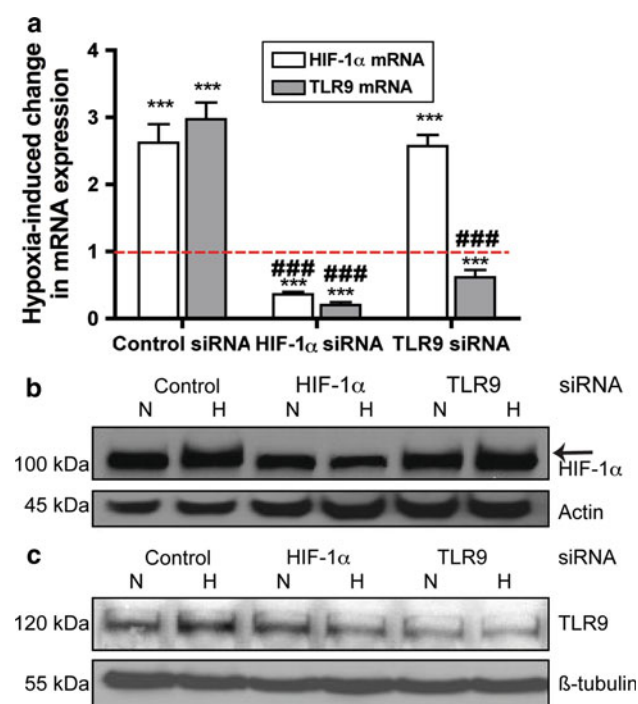 a
Hypoxia-induced change
in mRNA expression
4
3
2
1
0
HIF-1α mRNA
TLR9 mRNA
*** *** ***
### ### ###
*** *** ***
Control siRNA HIF-1α siRNA TLR9 siRNA
b
Control HIF-1α TLR9 siRNA
N H N H N H
100 kDa HIF-1α
45 kDa Actin
c
Control HIF-1α TLR9 siRNA
N H N H N H
120 kDa TLR9
55 kDa ß-tubulin